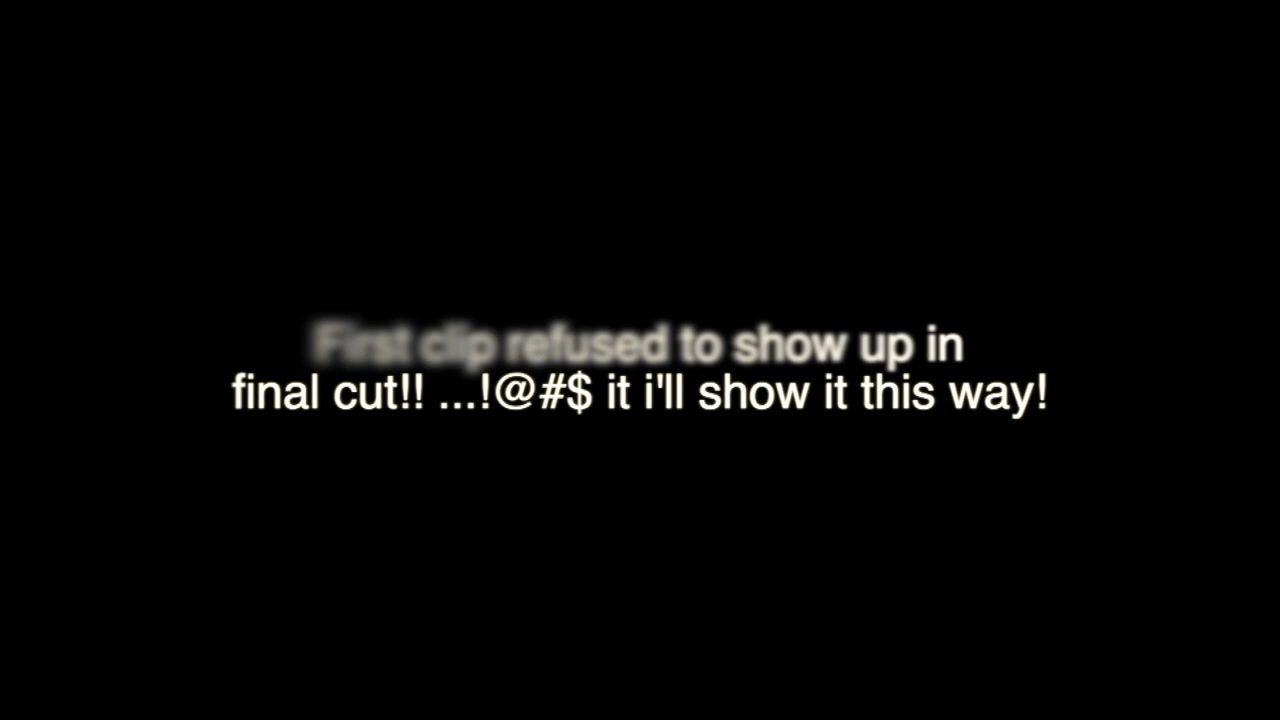 First clip refused to show up in
final cut!! ...!@#$ it i'll show it this way!